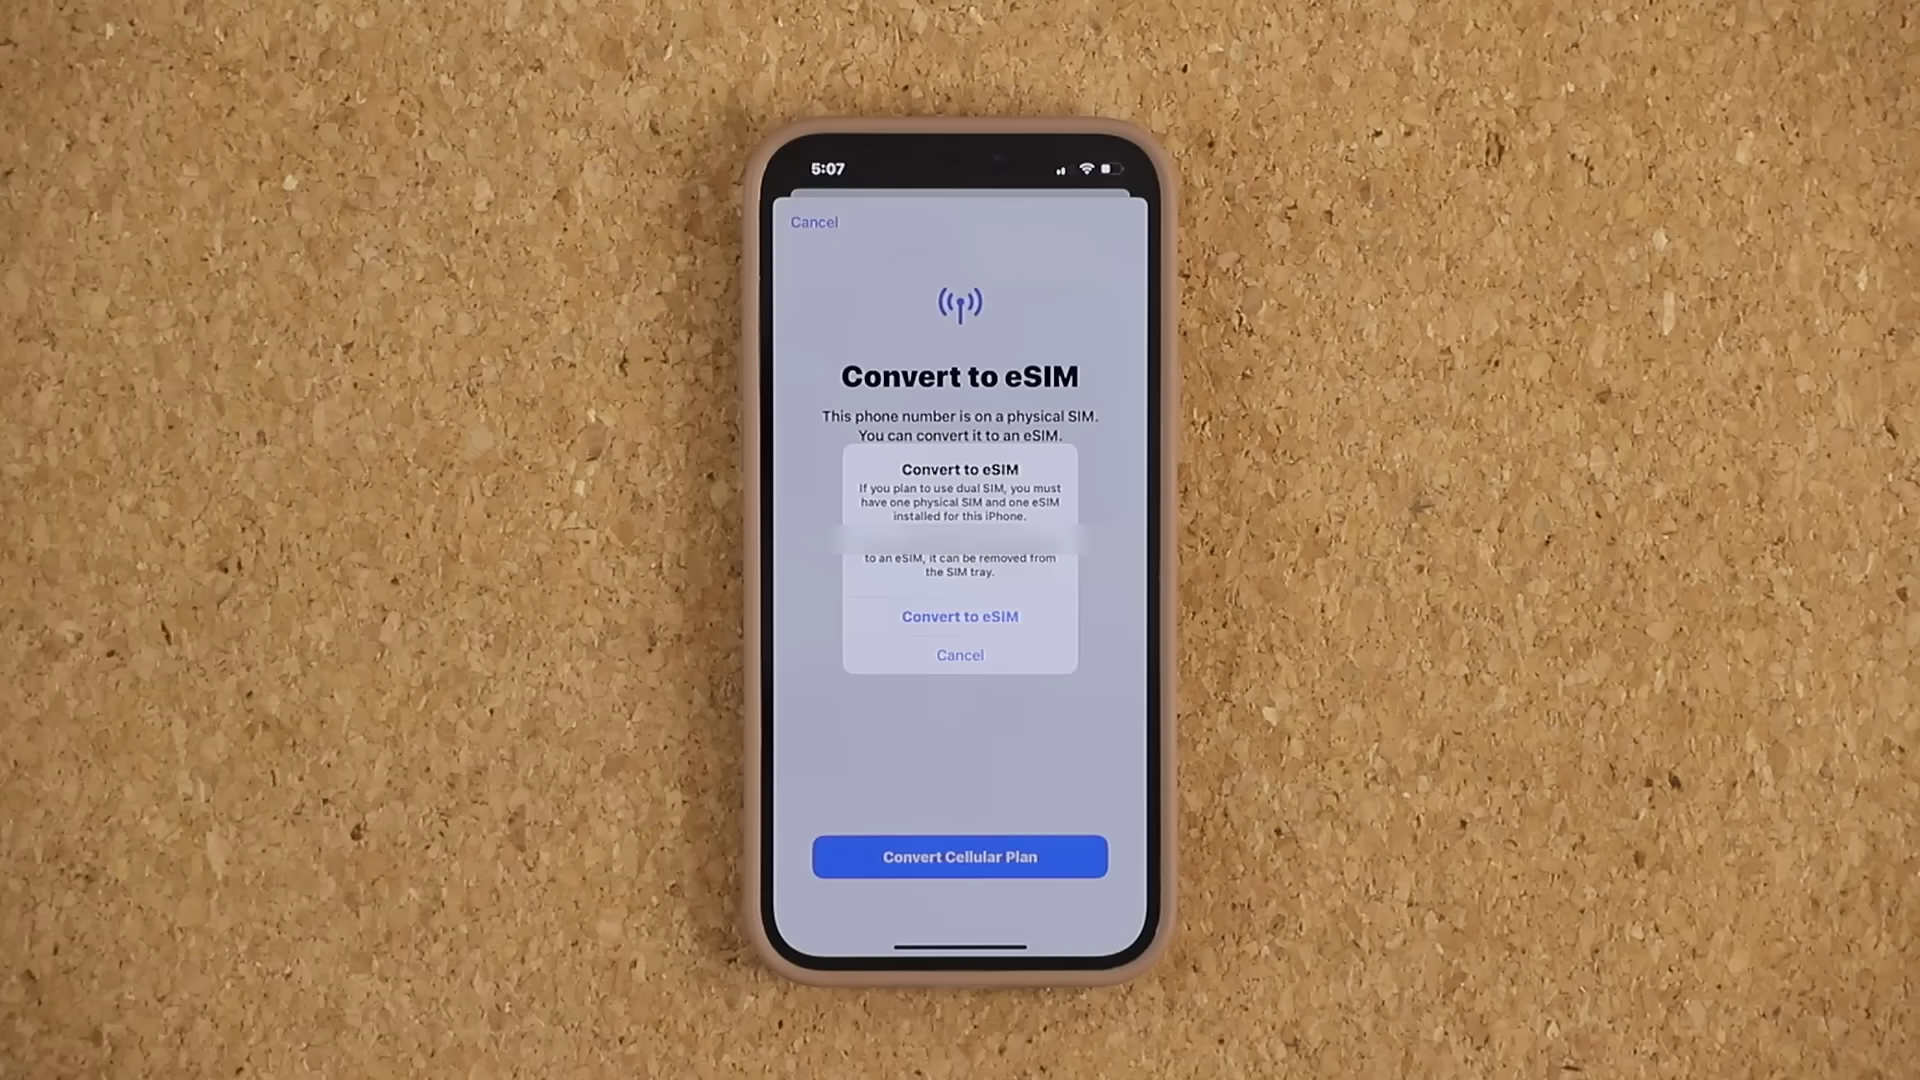 5:07
Cancel
Convert to eSIM
This phone number is on a physical SIM.
You can convert it to an eSIM.
Convert to eSIM
If you plan to use dual SIM, you must
have one physical SIM and one eSIM
installed for this iPhone.
to an eSIM, it can be removed from
the SIM tray.
Convert to eSIM
Cancel
Convert Cellular Plan